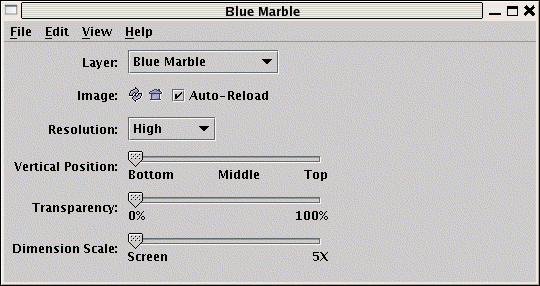 Blue Marble
File Edit View Help
Layer: Blue Marble
Image: Auto-Reload
Resolution: High
Vertical Position:
Bottom Middle Top
Transparency:
0% 100%
Dimension Scale:
Screen 5X